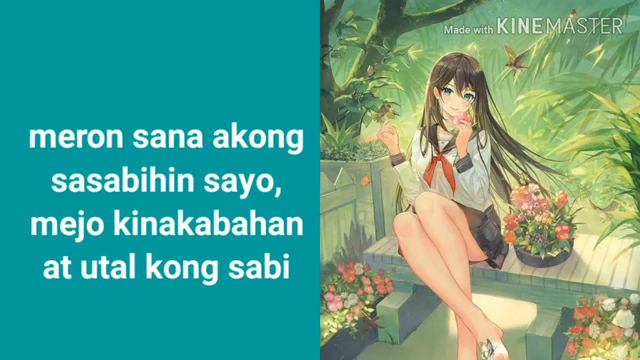 Made with KINEMASTER
meron sana akong
sasabihin sayo,
mejo kinakabahan
at utal kong sabi